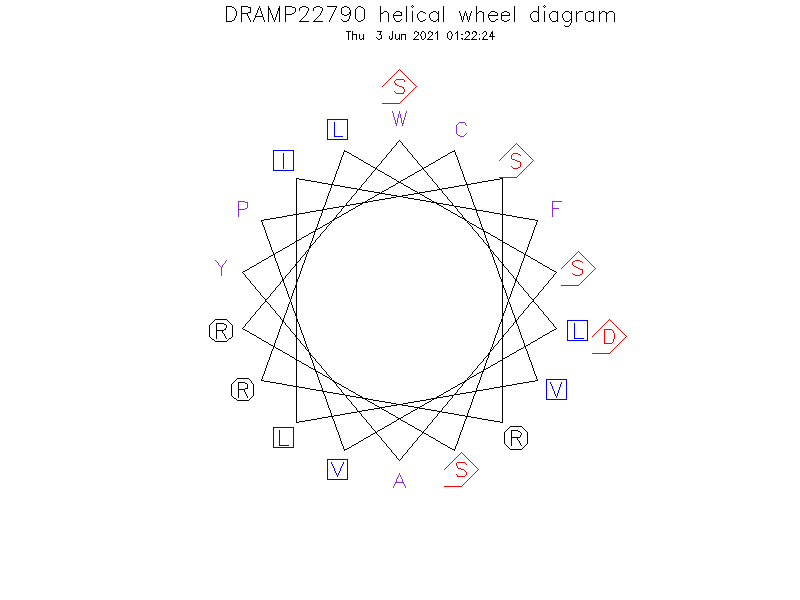 DRAMP22790 helical wheel diagram
Thu 3 Jun 2021 01:22:24
S
L W C
I S
P F
Y S
R L D
R V
L R
V A S